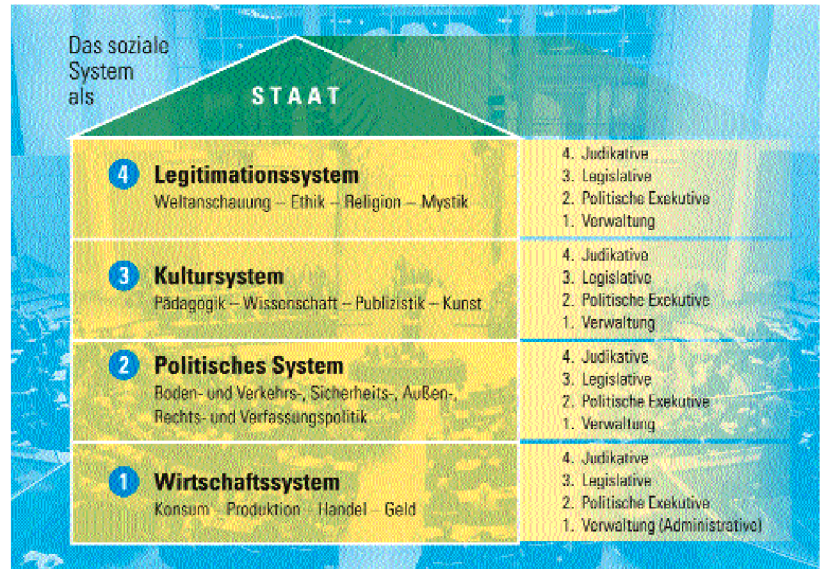 Das soziale
System
als
STAAT
4 Legitimationssystem
Weltanschauung – Ethik – Religion – Mystik
4. Judikative
3. Legislative
2. Politische Exekutive
1. Verwaltung
3 Kultursystem
Pädagogik – Wissenschaft – Publizistik – Kunst
4. Judikative
3. Legislative
2. Politische Exekutive
1. Verwaltung
2 Politisches System
Boden- und Verkehrs-, Sicherheits-, Außen-,
Rechts- und Verfassungspolitik
4. Judikative
3. Legislative
2. Politische Exekutive
1. Verwaltung
1 Wirtschaftssystem
Konsum – Produktion – Handel – Geld
4. Judikative
3. Legislative
2. Politische Exekutive
1. Verwaltung (Administrative)